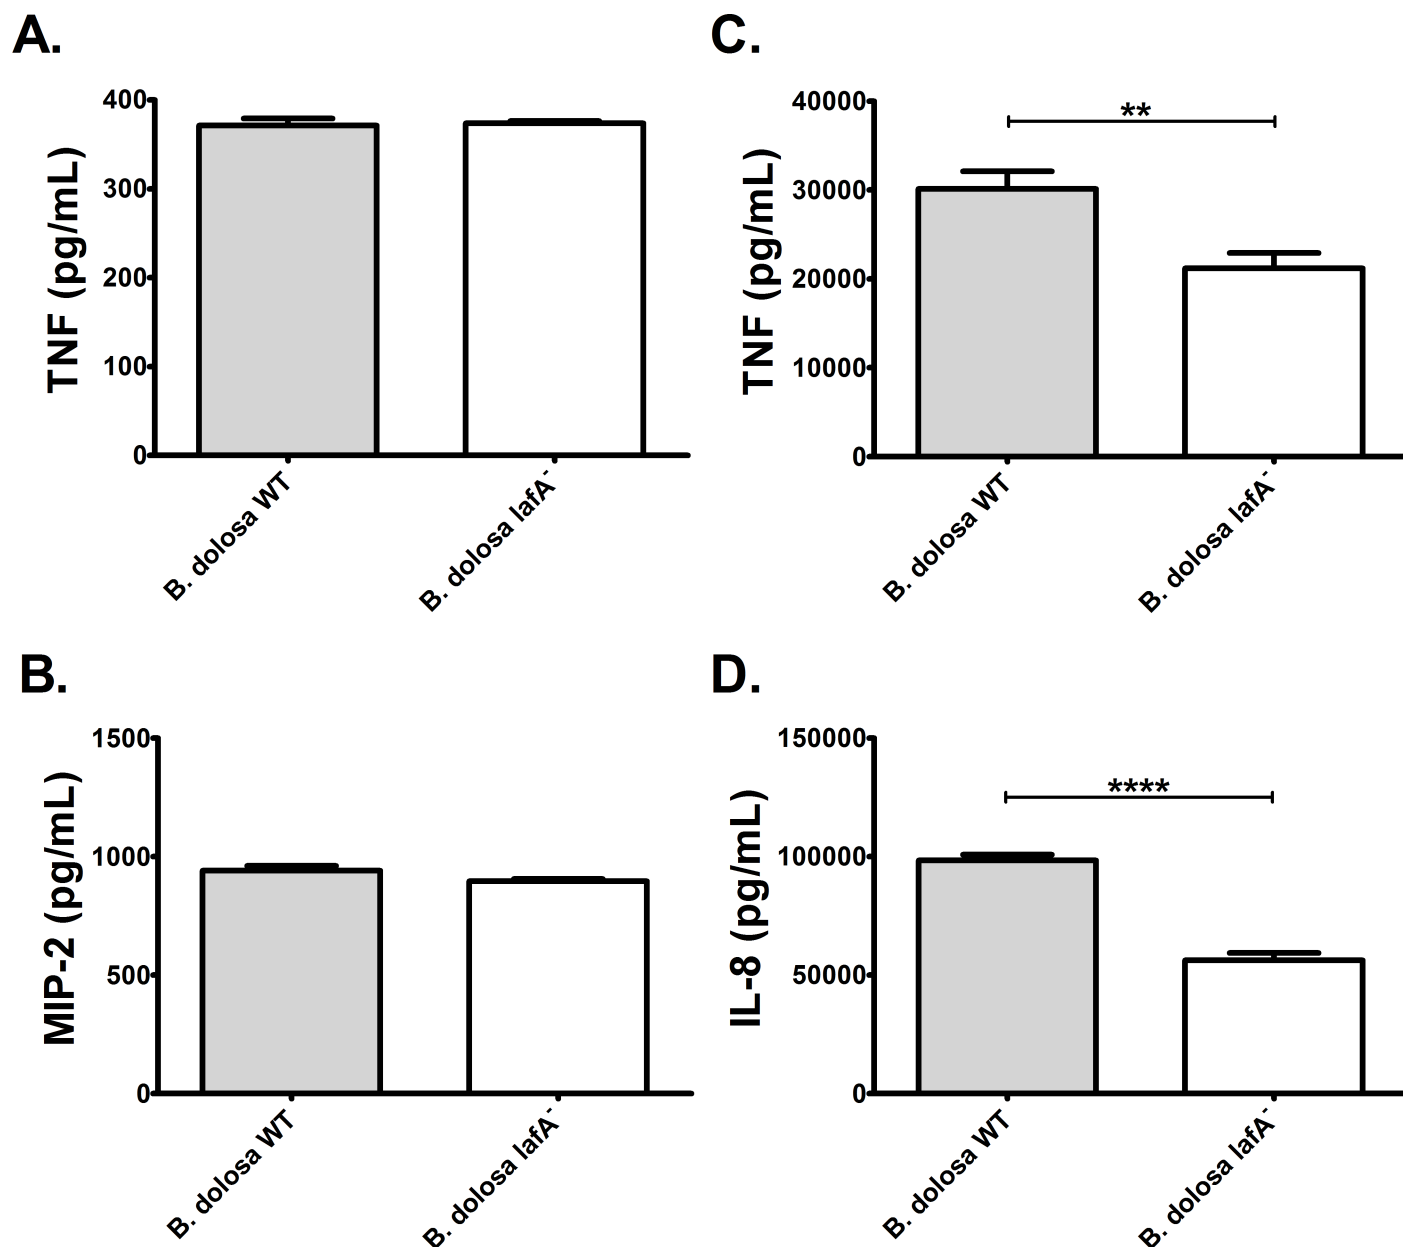 A.
TNF (pg/mL)
400
300
200
100
0
B. dolosa WT
B. dolosa lafA-
C.
TNF (pg/mL)
40000
30000
20000
10000
0
**
B. dolosa WT
B. dolosa lafA-
B.
MIP-2 (pg/mL)
1500
1000
500
0
B. dolosa WT
B. dolosa lafA-
D.
IL-8 (pg/mL)
150000
100000
50000
0
****
B. dolosa WT
B. dolosa lafA-